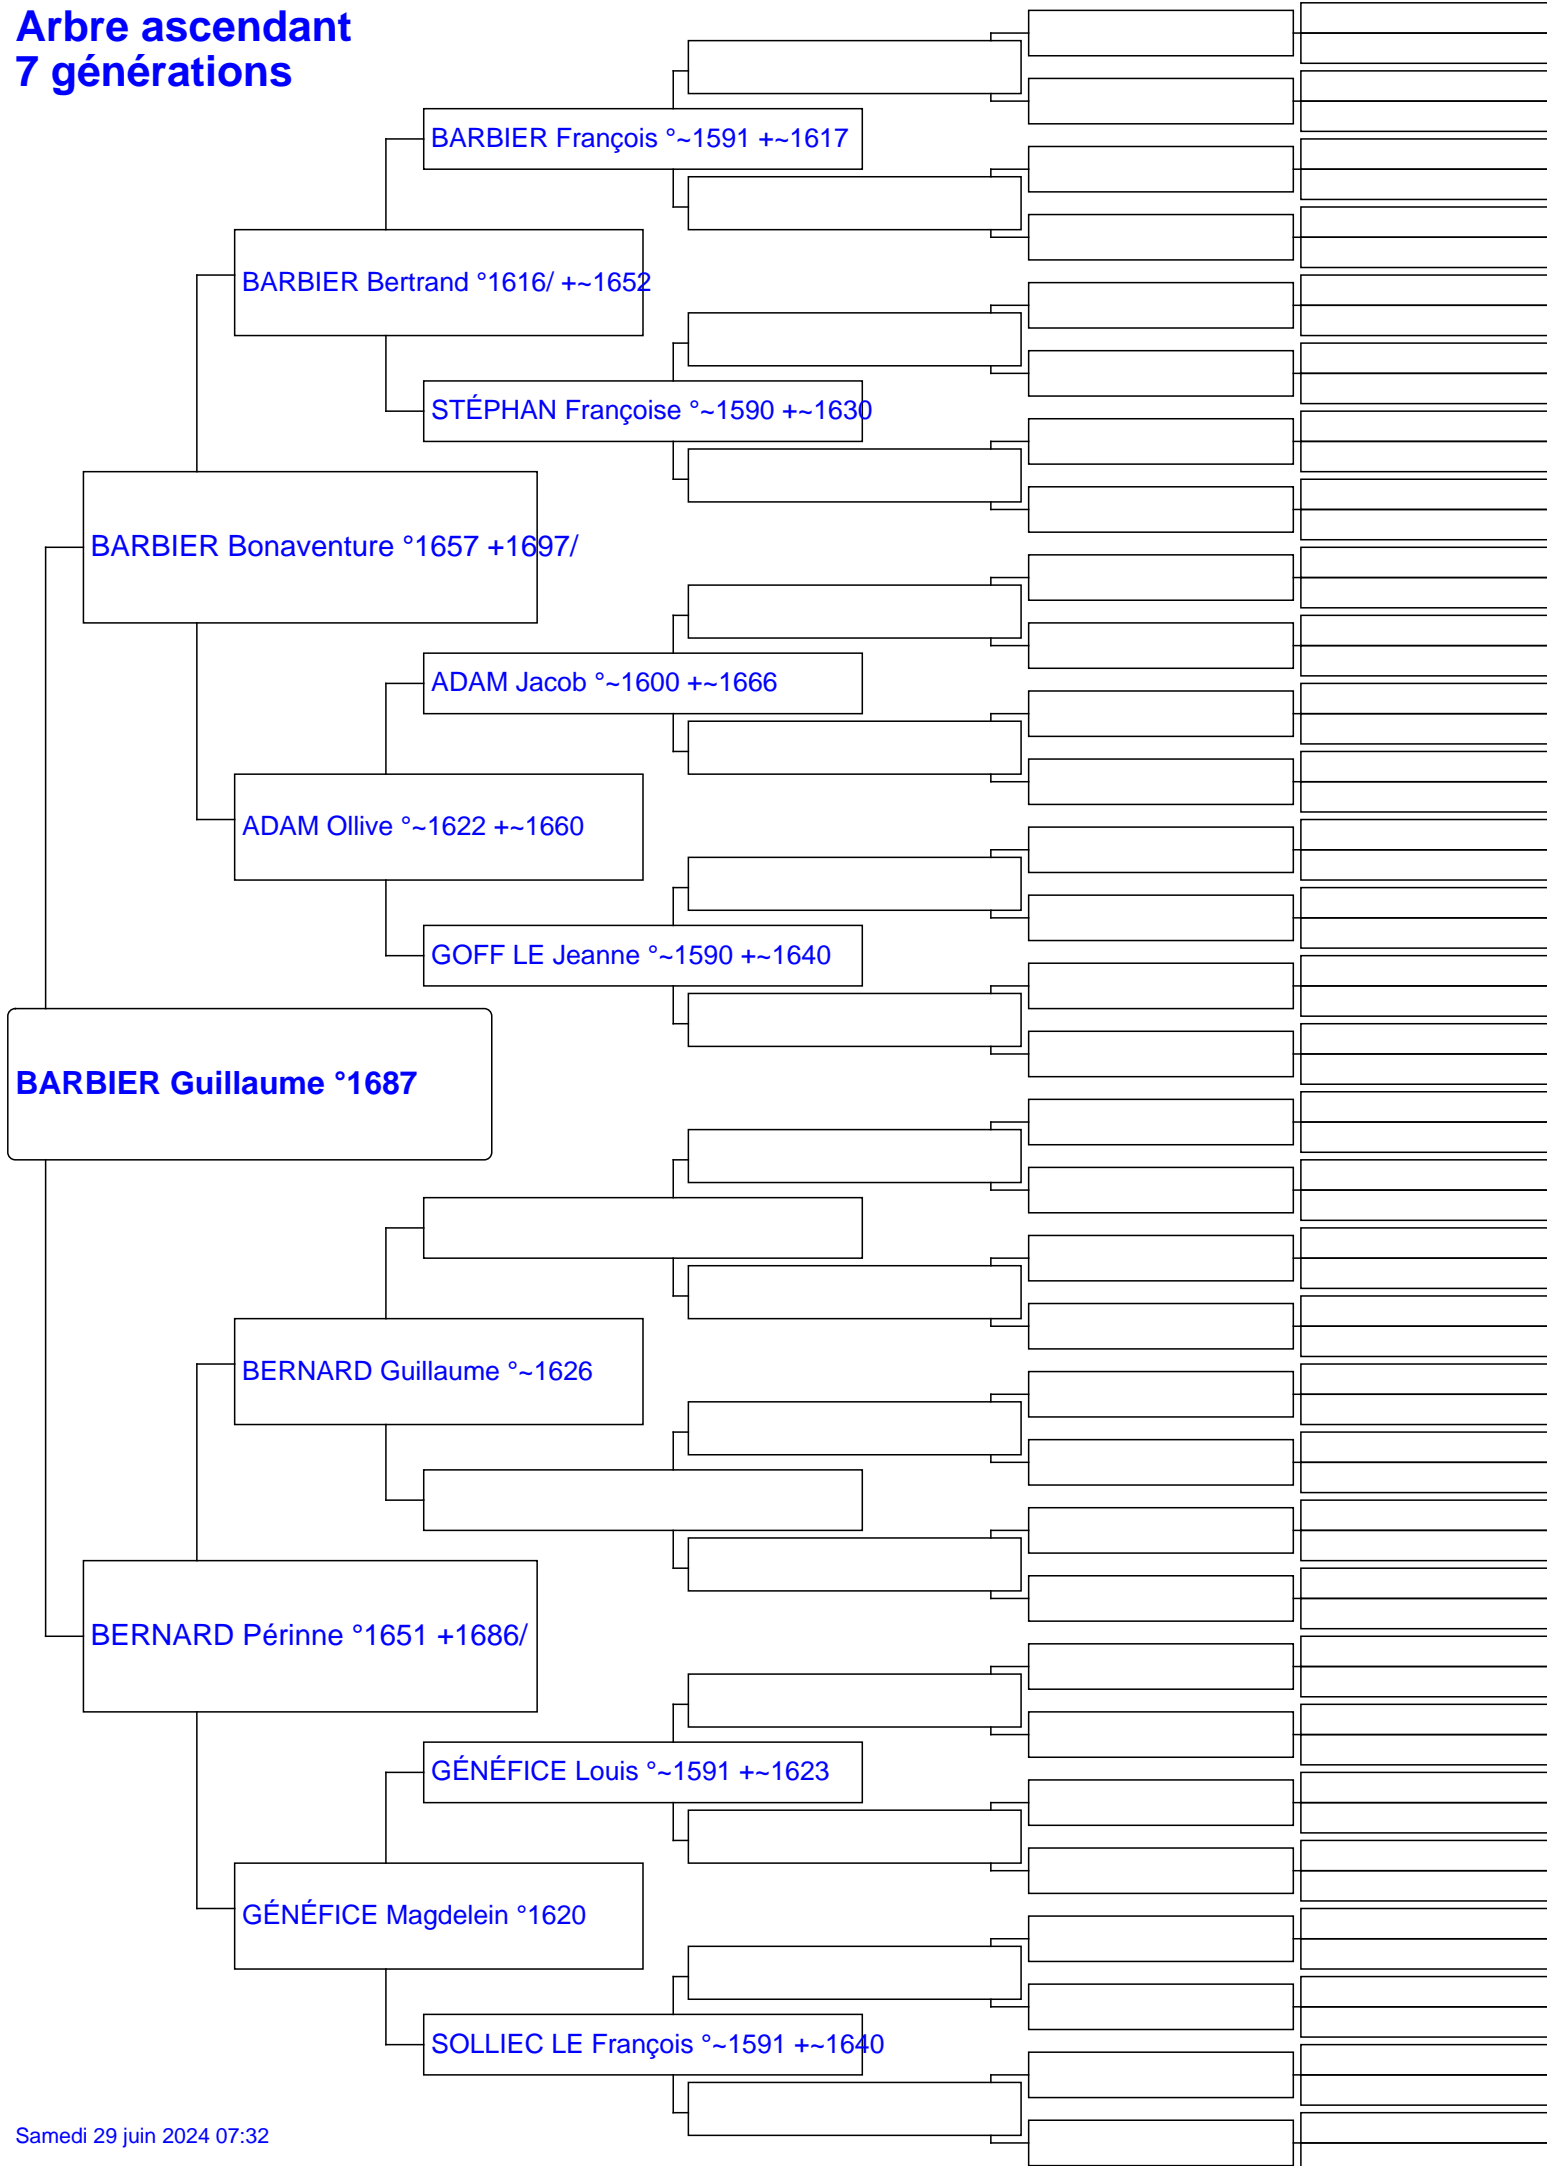 Arbre ascendant
7 générations
BARBIER François °~1591 +~1617
BARBIER Bertrand °1616/ +~1652
STÉPHAN Françoise °~1590 +~1630
BARBIER Bonaventure °1657 +1697/
ADAM Jacob °~1600 +~1666
ADAM Ollive °~1622 +~1660
GOFF LE Jeanne °~1590 +~1640
BARBIER Guillaume °1687
BERNARD Guillaume °~1626
BERNARD Périnne °1651 +1686/
GÉNÉFICE Louis °~1591 +~1623
GÉNÉFICE Magdelein °1620
SOLLIEC LE François °~1591 +~1640
Samedi 29 juin 2024 07:32